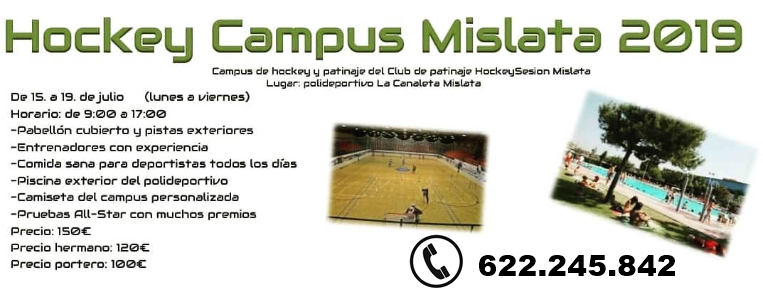 Hockey Campus Mislata 2019
Campus de hockey y patinaje del Club de patinaje HockeySesion Mislata
Lugar: polideportivo La Canaleta Mislata
De 15. a 19. de julio (lunes a viernes)
Horario: de 9:00 a 17:00
-Pabellón cubierto y pistas exteriores
-Entrenadores con experiencia
-Comida sana para deportistas todos los días
-Piscina exterior del polideportivo
-Camiseta del campus personalizada
-Pruebas All-Star con muchos premios
Precio: 150€
Precio hermano: 120€
Precio portero: 100€
622.245.842